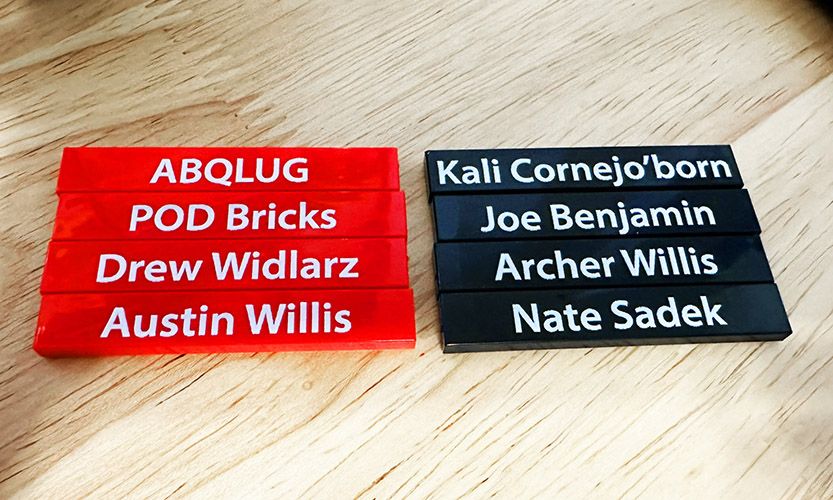 ABQLUG
POD Bricks
Drew Widlarz
Austin Willis
Kali Cornejo'born
Joe Benjamin
Archer Willis
Nate Sadek